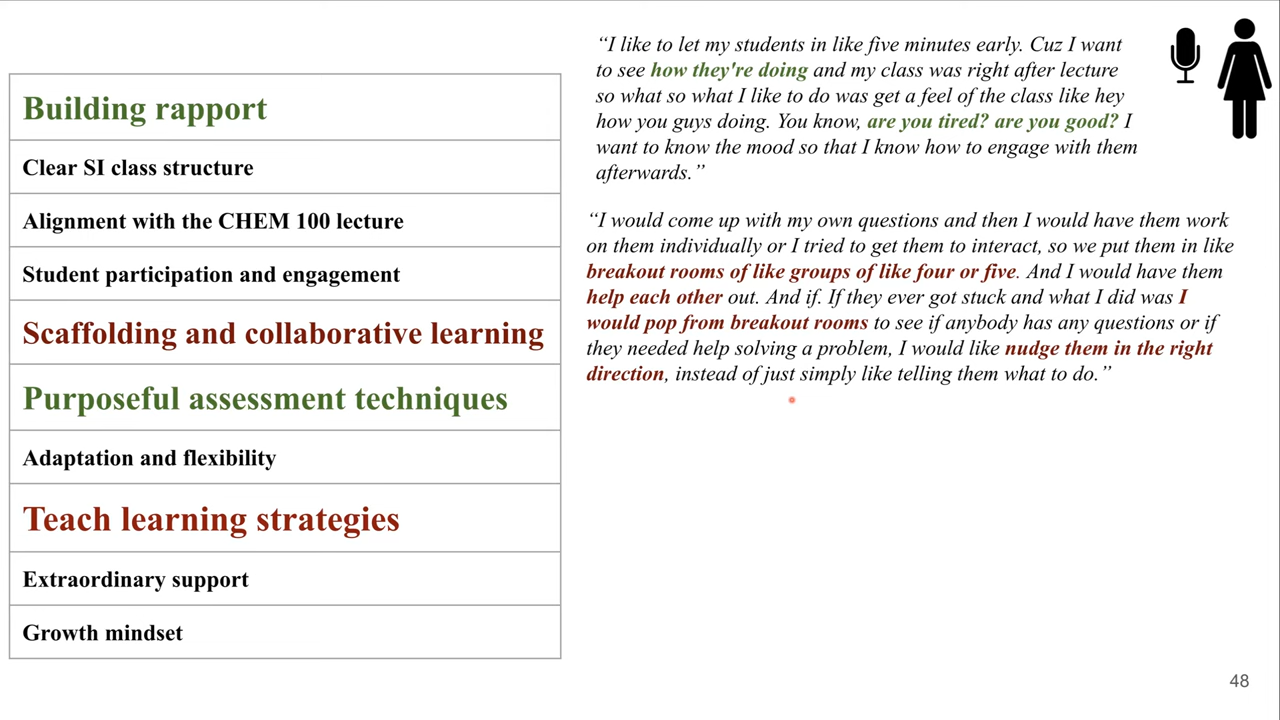 Building rapport
Clear SI class structure
Alignment with the CHEM 100 lecture
Student participation and engagement
Scaffolding and collaborative learning
Purposeful assessment techniques
Adaptation and flexibility
Teach learning strategies
Extraordinary support
Growth mindset
“I like to let my students in like five minutes early. Cuz I want
to see how they're doing and my class was right after lecture
so what so what I like to do was get a feel of the class like hey
how you guys doing. You know, are you tired? are you good? I
want to know the mood so that I know how to engage with them
afterwards.”
“I would come up with my own questions and then I would have them work
on them individually or I tried to get them to interact, so we put them in like
breakout rooms of like groups of like four or five. And I would have them
help each other out. And if. If they ever got stuck and what I did was I
would pop from breakout rooms to see if anybody has any questions or if
they needed help solving a problem, I would like nudge them in the right
direction, instead of just simply like telling them what to do.”
48